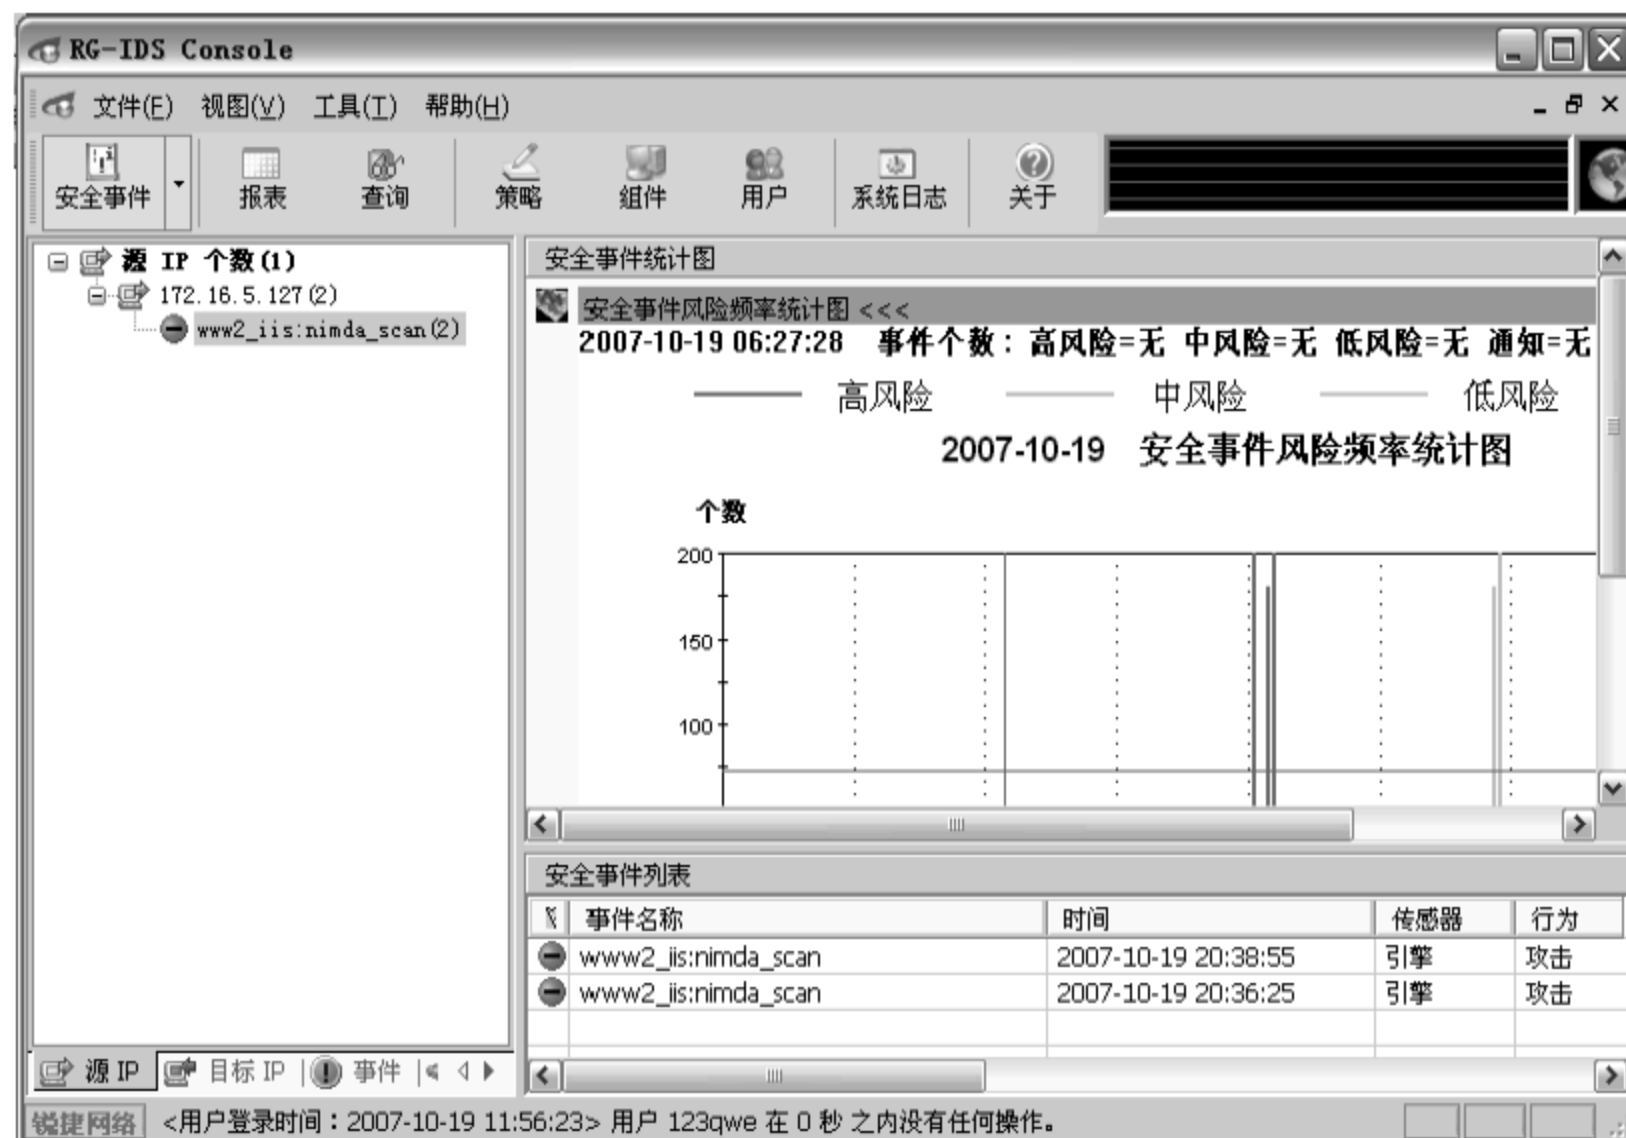 RG-IDS Console
文件(F) 视图(V) 工具(T) 帮助(H)
安全事件 报表 查询 策略 组件 用户 系统日志 关于
源 IP 个数(1)
172.16.5.127(2)
www2_iis:nimda_scan(2)
安全事件统计图
安全事件风险频率统计图 <<<
2007-10-19 06:27:28 事件个数：高风险=无 中风险=无 低风险=无 通知=无
高风险 中风险 低风险
2007-10-19 安全事件风险频率统计图
个数
200
150
100
安全事件列表
事件名称 时间 传感器 行为
www2_iis:nimda_scan 2007-10-19 20:38:55 引擎 攻击
www2_iis:nimda_scan 2007-10-19 20:36:25 引擎 攻击
源 IP 目标 IP 事件
锐捷网络 <用户登录时间：2007-10-19 11:56:23> 用户 123qwe 在 0 秒 之内没有任何操作。